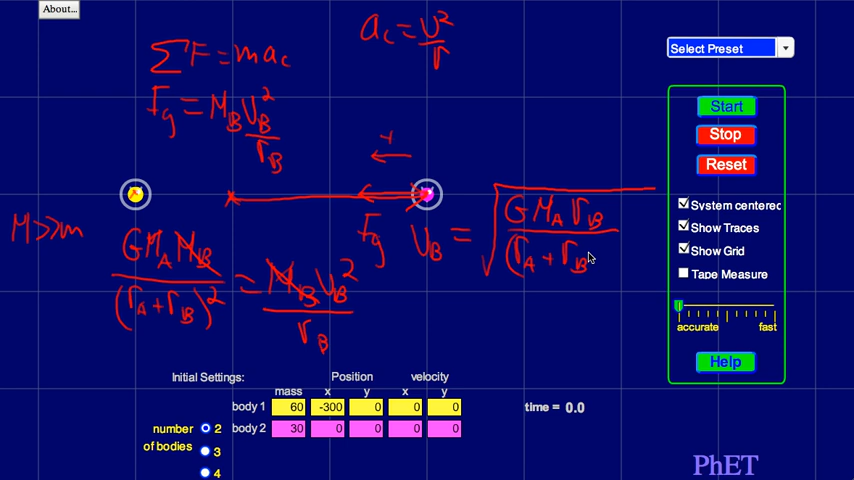 About...
ΣF = ma_c
a_c = v²/r
F_g = M_B v_B²/r_B
Select Preset
Start
Stop
Reset
+
M>>m
F_g
v_B = √(G M_A r_B/(r_A + r_B
G M_A M_B/(r_A + r_B)² = M_B v_B²/r_B
System centered
Show Traces
Show Grid
Tape Measure
accurate fast
Help
Initial Settings: Position velocity
mass x y x y
body 1 60 -300 0 0 0
time = 0.0
number of bodies 2 3 4
body 2 30 0 0 0 0
PhET